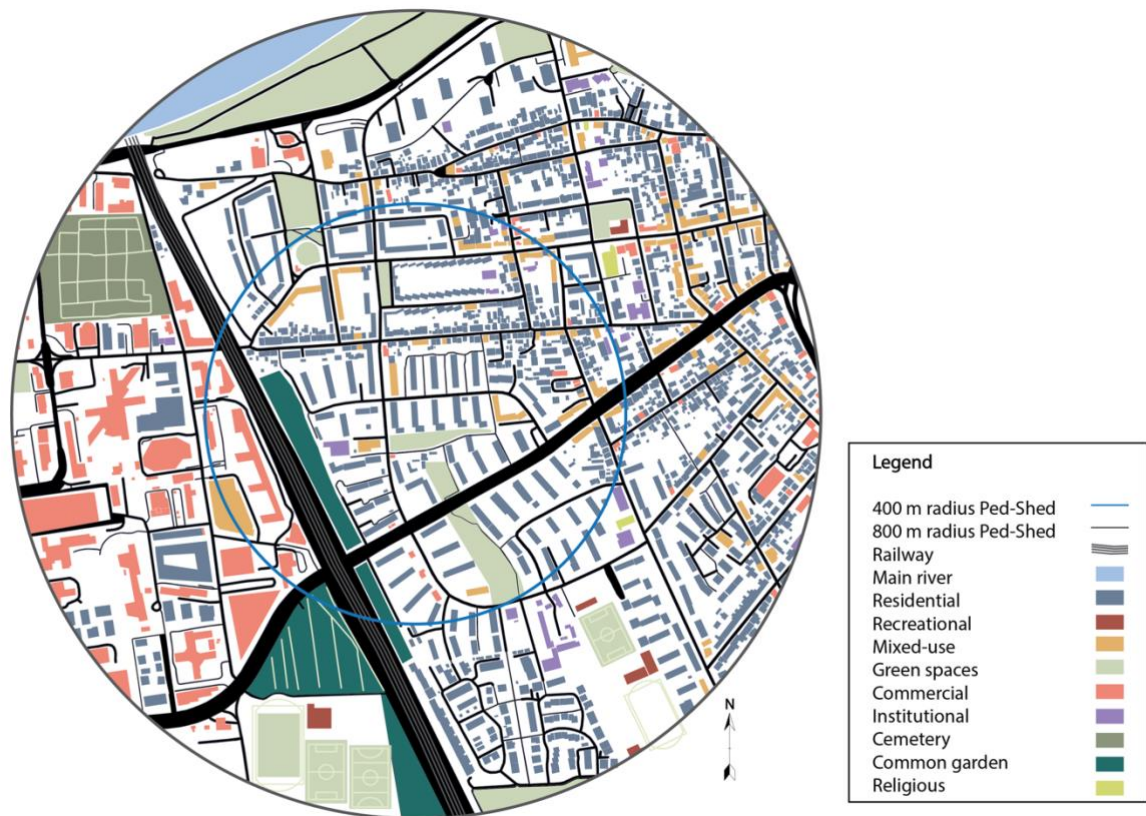 N
Legend
400 m radius Ped-Shed
800 m radius Ped-Shed
Railway
Main river
Residential
Recreational
Mixed-use
Green spaces
Commercial
Institutional
Cemetery
Common garden
Religious